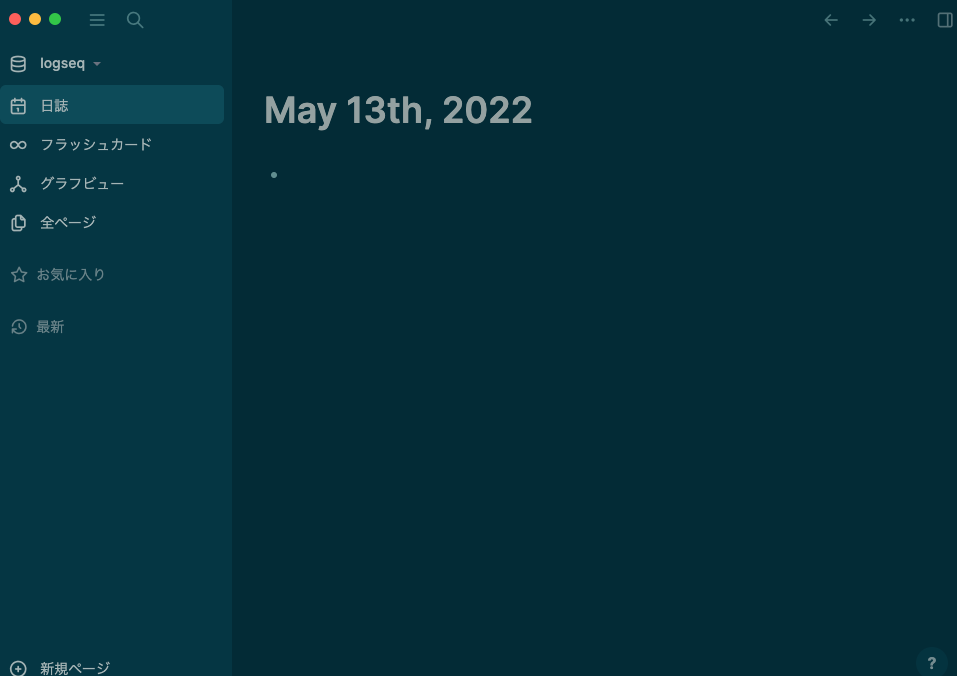 logseq
日誌
フラッシュカード
グラフビュー
全ページ
お気に入り
最新
新規ページ
May 13th, 2022
?